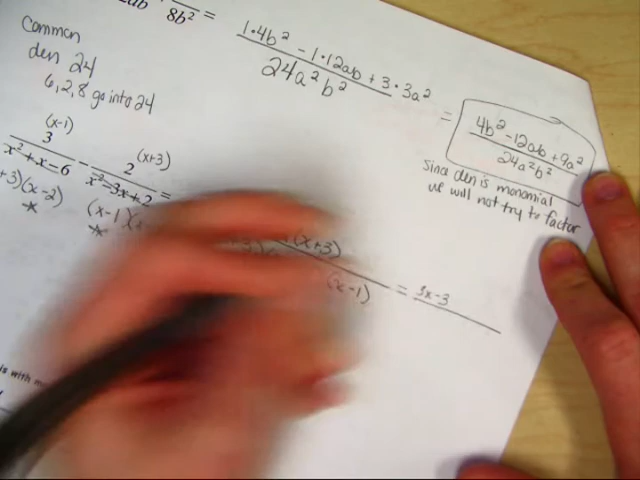 8b² =
Common
den 24
6,2,8 go into 24
1·4b² - 1·12ab + 3·3a²
24a²b²
=
4b² - 12ab + 9a²
24a²b²
Since den is monomial
we will not try to factor
(x-1)
3
x² + x - 6
-
2 (x+3)
x² - 3x + 2
=
+3)(x-2)
*
(x-1)(
*
(x+3)
(x-1)
=
3x-3